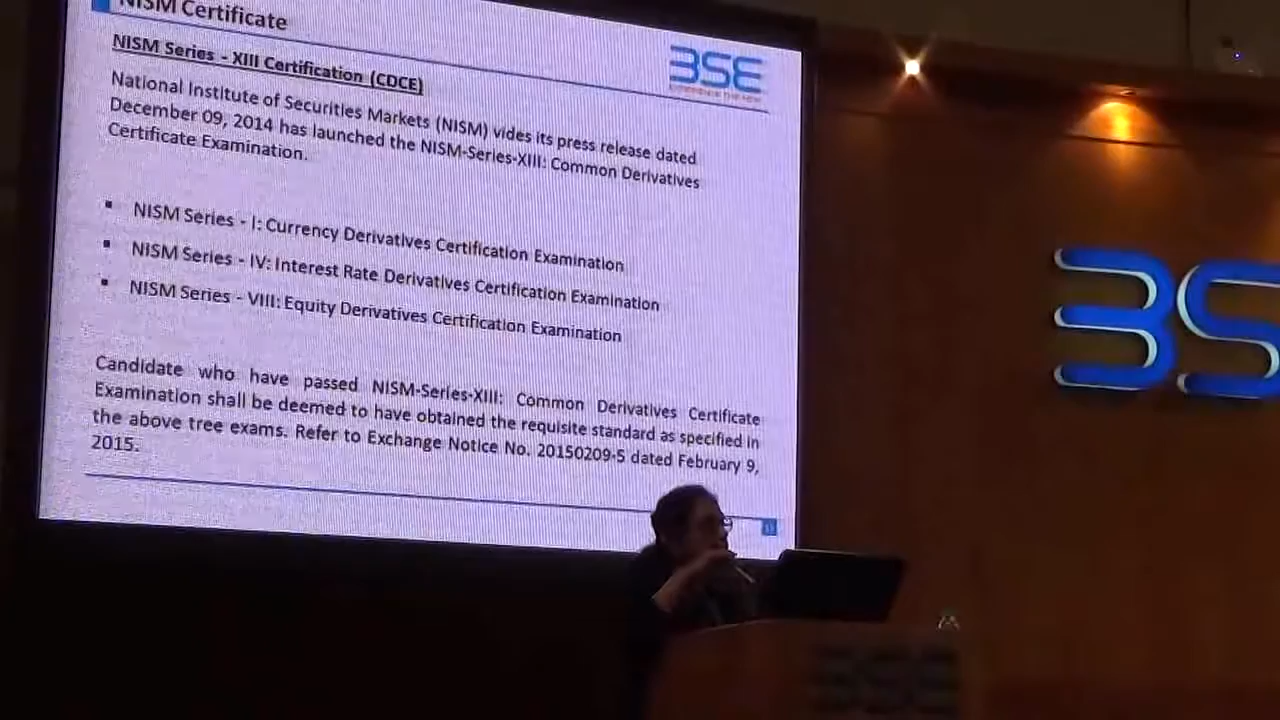 NISM Certificate
BSE
EXPERIENCE THE NEW
NISM Series - XIII Certification (CDCE)
National Institute of Securities Markets (NISM) vides its press release dated
December 09, 2014 has launched the NISM-Series-XIII: Common Derivatives
Certificate Examination.
NISM Series - I: Currency Derivatives Certification Examination
NISM Series - IV: Interest Rate Derivatives Certification Examination
NISM Series - VIII: Equity Derivatives Certification Examination
Candidate who have passed NISM-Series-XIII: Common Derivatives Certificate
Examination shall be deemed to have obtained the requisite standard as specified in
the above tree exams. Refer to Exchange Notice No. 20150209-5 dated February 9,
2015.
BS
BSE